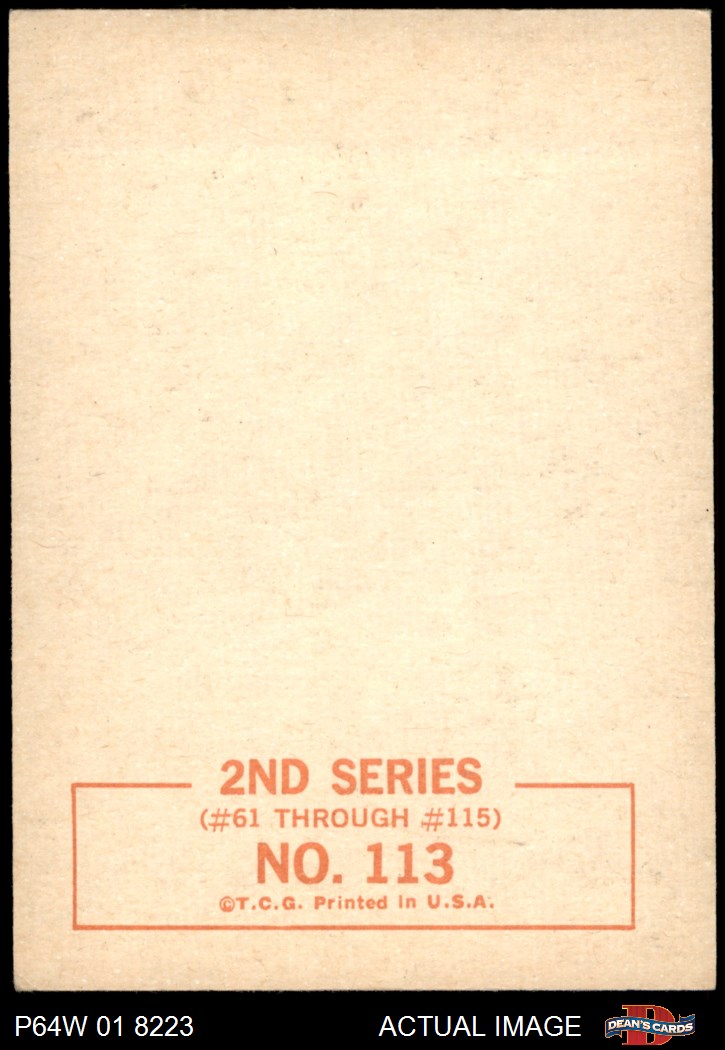 2ND SERIES
(#61 THROUGH #115)
NO. 113
©T.C.G. Printed in U.S.A.
P64W 01 8223
ACTUAL IMAGE
D
DEAN'S CARDS